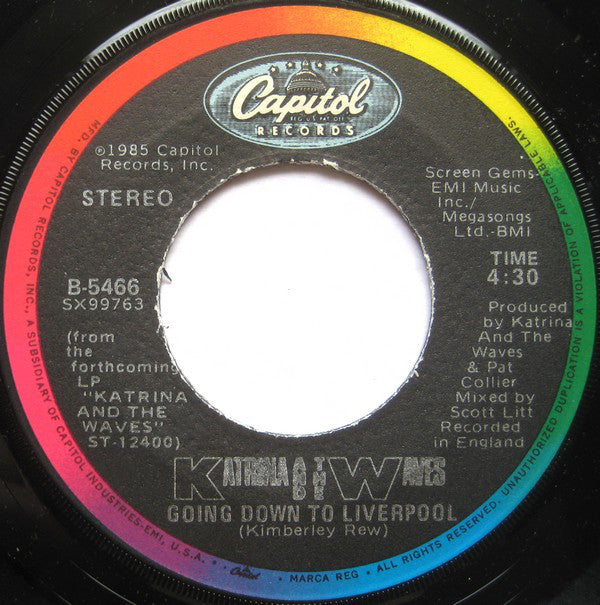 Capitol
REG. U.S. PAT. OFF.
RECORDS
©1985 Capitol
Records, Inc.
STEREO
B-5466
SX99763
(from
the
forthcoming
LP
"KATRINA
AND THE
WAVES"
ST-12400)
Screen Gems-
EMI Music
Inc./
Megasongs
Ltd.-BMI
TIME
4:30
Produced
by Katrina
And The
Waves
& Pat
Collier
Mixed by
Scott Litt
Recorded
in England
KATRINA AND THE WAVES
GOING DOWN TO LIVERPOOL
(Kimberley Rew)
MFD. BY CAPITOL RECORDS, INC., A SUBSIDIARY OF CAPITOL INDUSTRIES-EMI, U.S.A. • Capitol • MARCA REG • ALL RIGHTS RESERVED. UNAUTHORIZED DUPLICATION IS A VIOLATION OF APPLICABLE LAWS.